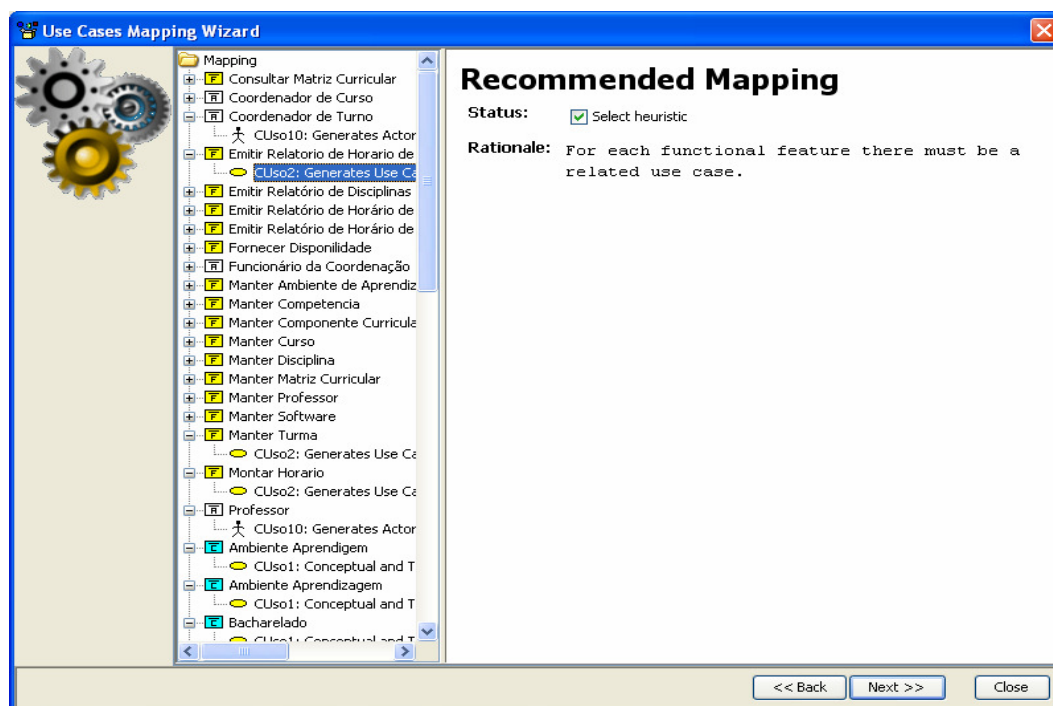 Use Cases Mapping Wizard
Mapping
F Consultar Matriz Curricular
A Coordenador de Curso
A Coordenador de Turno
CUso10: Generates Actor
F Emitir Relatorio de Horario de
CUso2: Generates Use Ca
F Emitir Relatório de Disciplinas
F Emitir Relatório de Horário de
F Emitir Relatório de Horário de
F Fornecer Disponilidade
A Funcionário da Coordenação
F Manter Ambiente de Aprendiz
F Manter Competencia
F Manter Componente Curricula
F Manter Curso
F Manter Disciplina
F Manter Matriz Curricular
F Manter Professor
F Manter Software
F Manter Turma
CUso2: Generates Use Ca
F Montar Horario
CUso2: Generates Use Ca
A Professor
CUso10: Generates Actor
C Ambiente Aprendigem
CUso1: Conceptual and T
C Ambiente Aprendizagem
CUso1: Conceptual and T
C Bacharelado
CUso1: Conceptual and T
Recommended Mapping
Status: Select heuristic
Rationale: For each functional feature there must be a
related use case.
<< Back Next >> Close